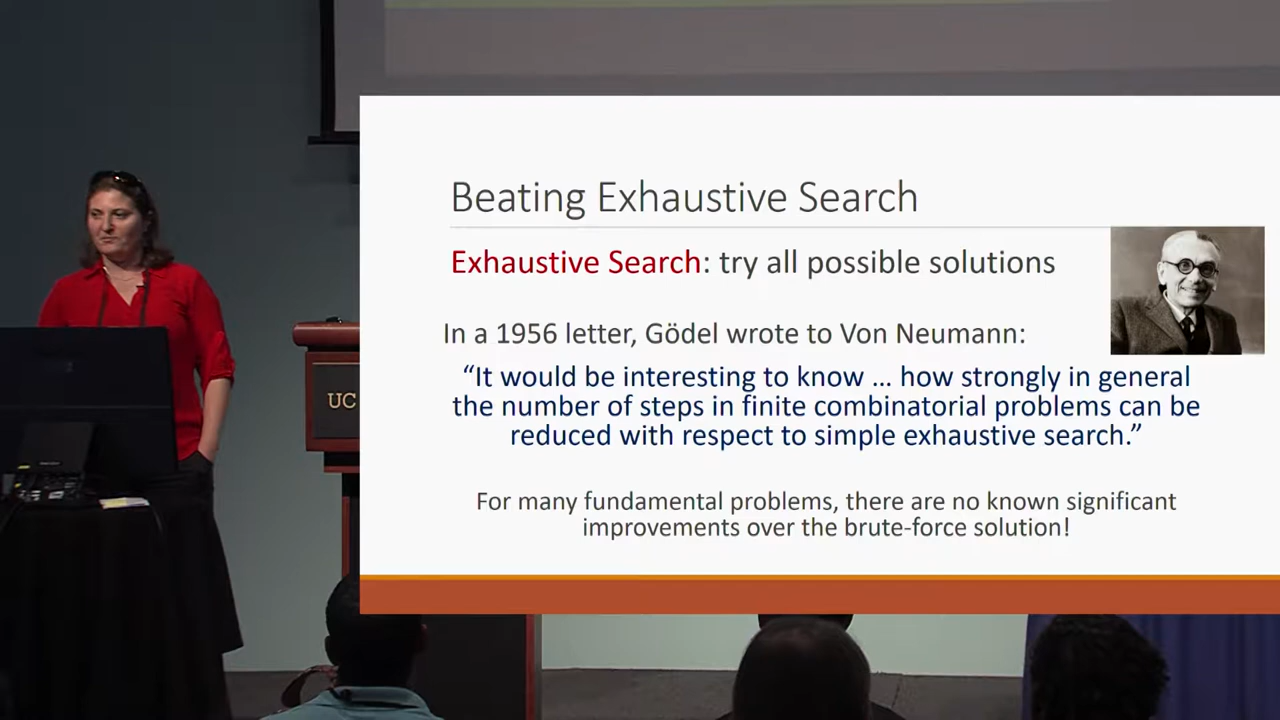 Beating Exhaustive Search
Exhaustive Search: try all possible solutions
In a 1956 letter, Gödel wrote to Von Neumann:
“It would be interesting to know … how strongly in general
the number of steps in finite combinatorial problems can be
reduced with respect to simple exhaustive search.”
UC
For many fundamental problems, there are no known significant
improvements over the brute-force solution!